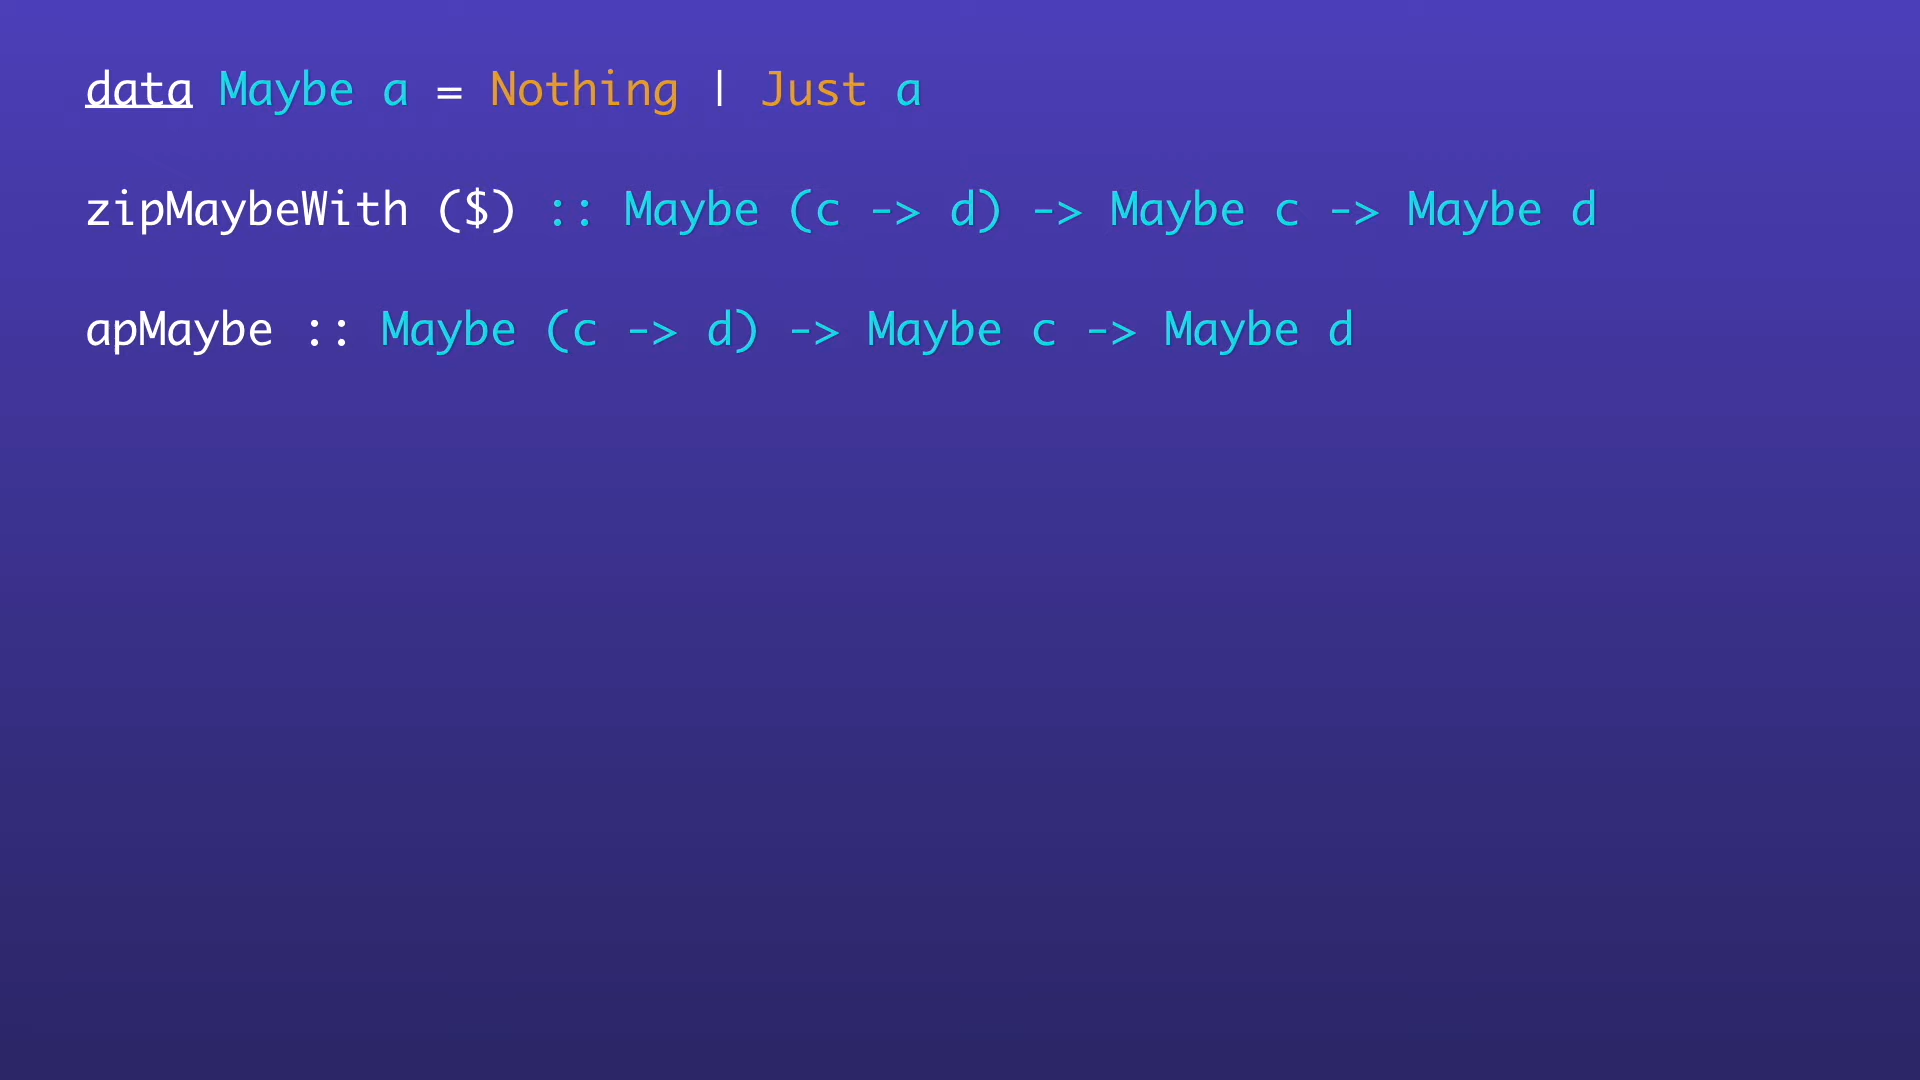 data Maybe a = Nothing | Just a
zipMaybeWith ($) :: Maybe (c -> d) -> Maybe c -> Maybe d
apMaybe :: Maybe (c -> d) -> Maybe c -> Maybe d